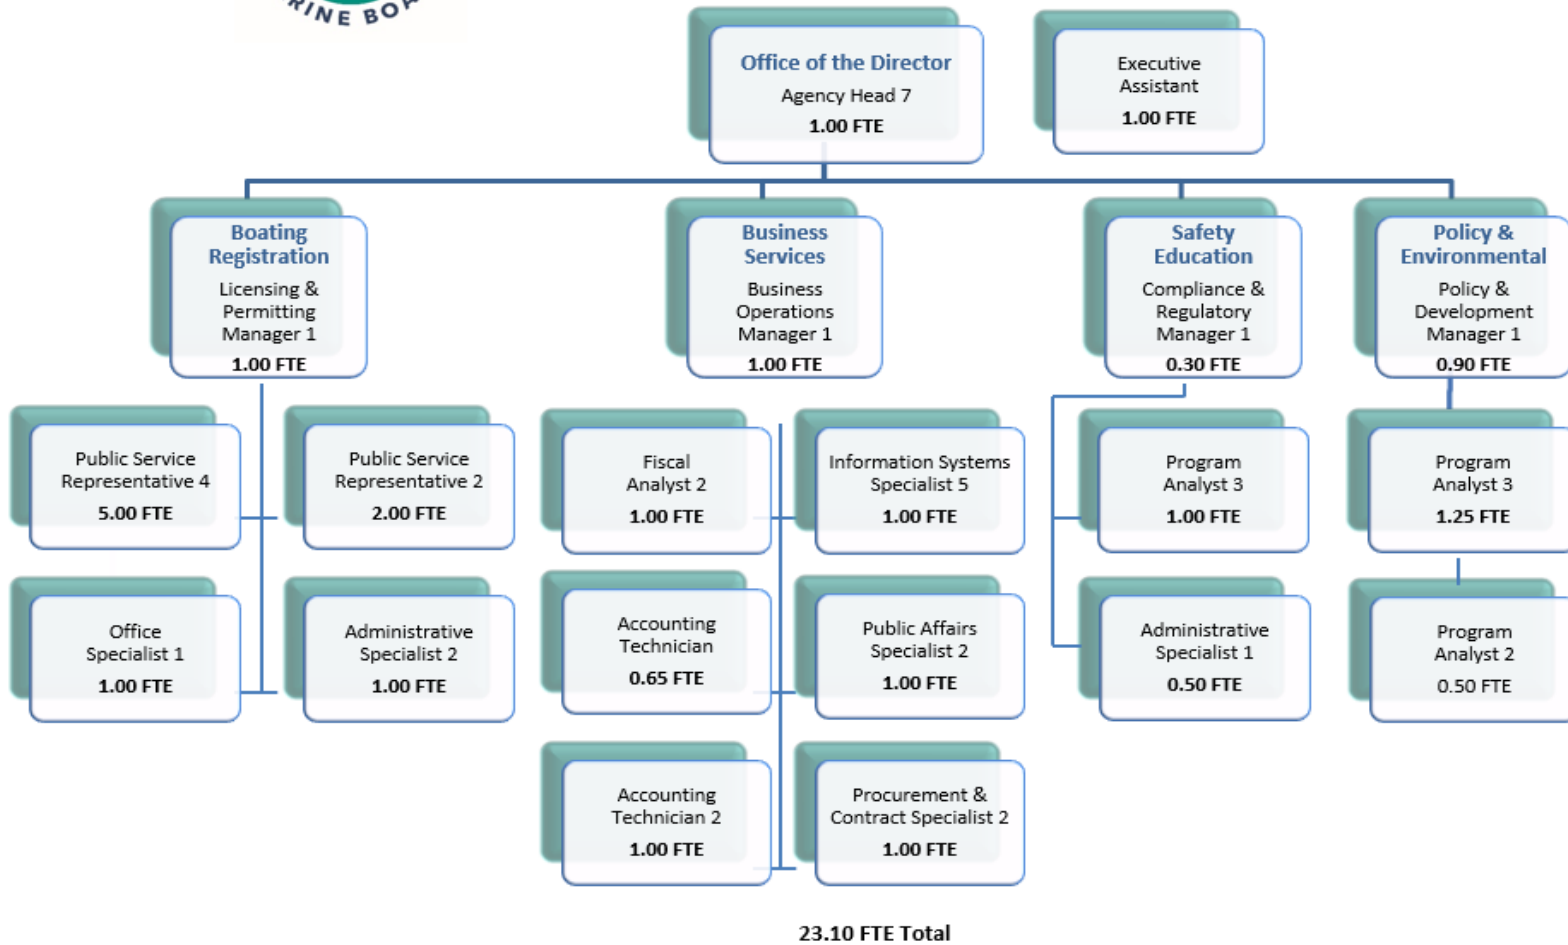 RINE BOA
Office of the Director
Agency Head 7
1.00 FTE
Executive
Assistant
1.00 FTE
Boating
Registration
Licensing &
Permitting
Manager 1
1.00 FTE
Business
Services
Business
Operations
Manager 1
1.00 FTE
Safety
Education
Compliance &
Regulatory
Manager 1
0.30 FTE
Policy &
Environmental
Policy &
Development
Manager 1
0.90 FTE
Public Service
Representative 4
5.00 FTE
Public Service
Representative 2
2.00 FTE
Fiscal
Analyst 2
1.00 FTE
Information Systems
Specialist 5
1.00 FTE
Program
Analyst 3
1.00 FTE
Program
Analyst 3
1.25 FTE
Office
Specialist 1
1.00 FTE
Administrative
Specialist 2
1.00 FTE
Accounting
Technician
0.65 FTE
Public Affairs
Specialist 2
1.00 FTE
Administrative
Specialist 1
0.50 FTE
Program
Analyst 2
0.50 FTE
Accounting
Technician 2
1.00 FTE
Procurement &
Contract Specialist 2
1.00 FTE
23.10 FTE Total